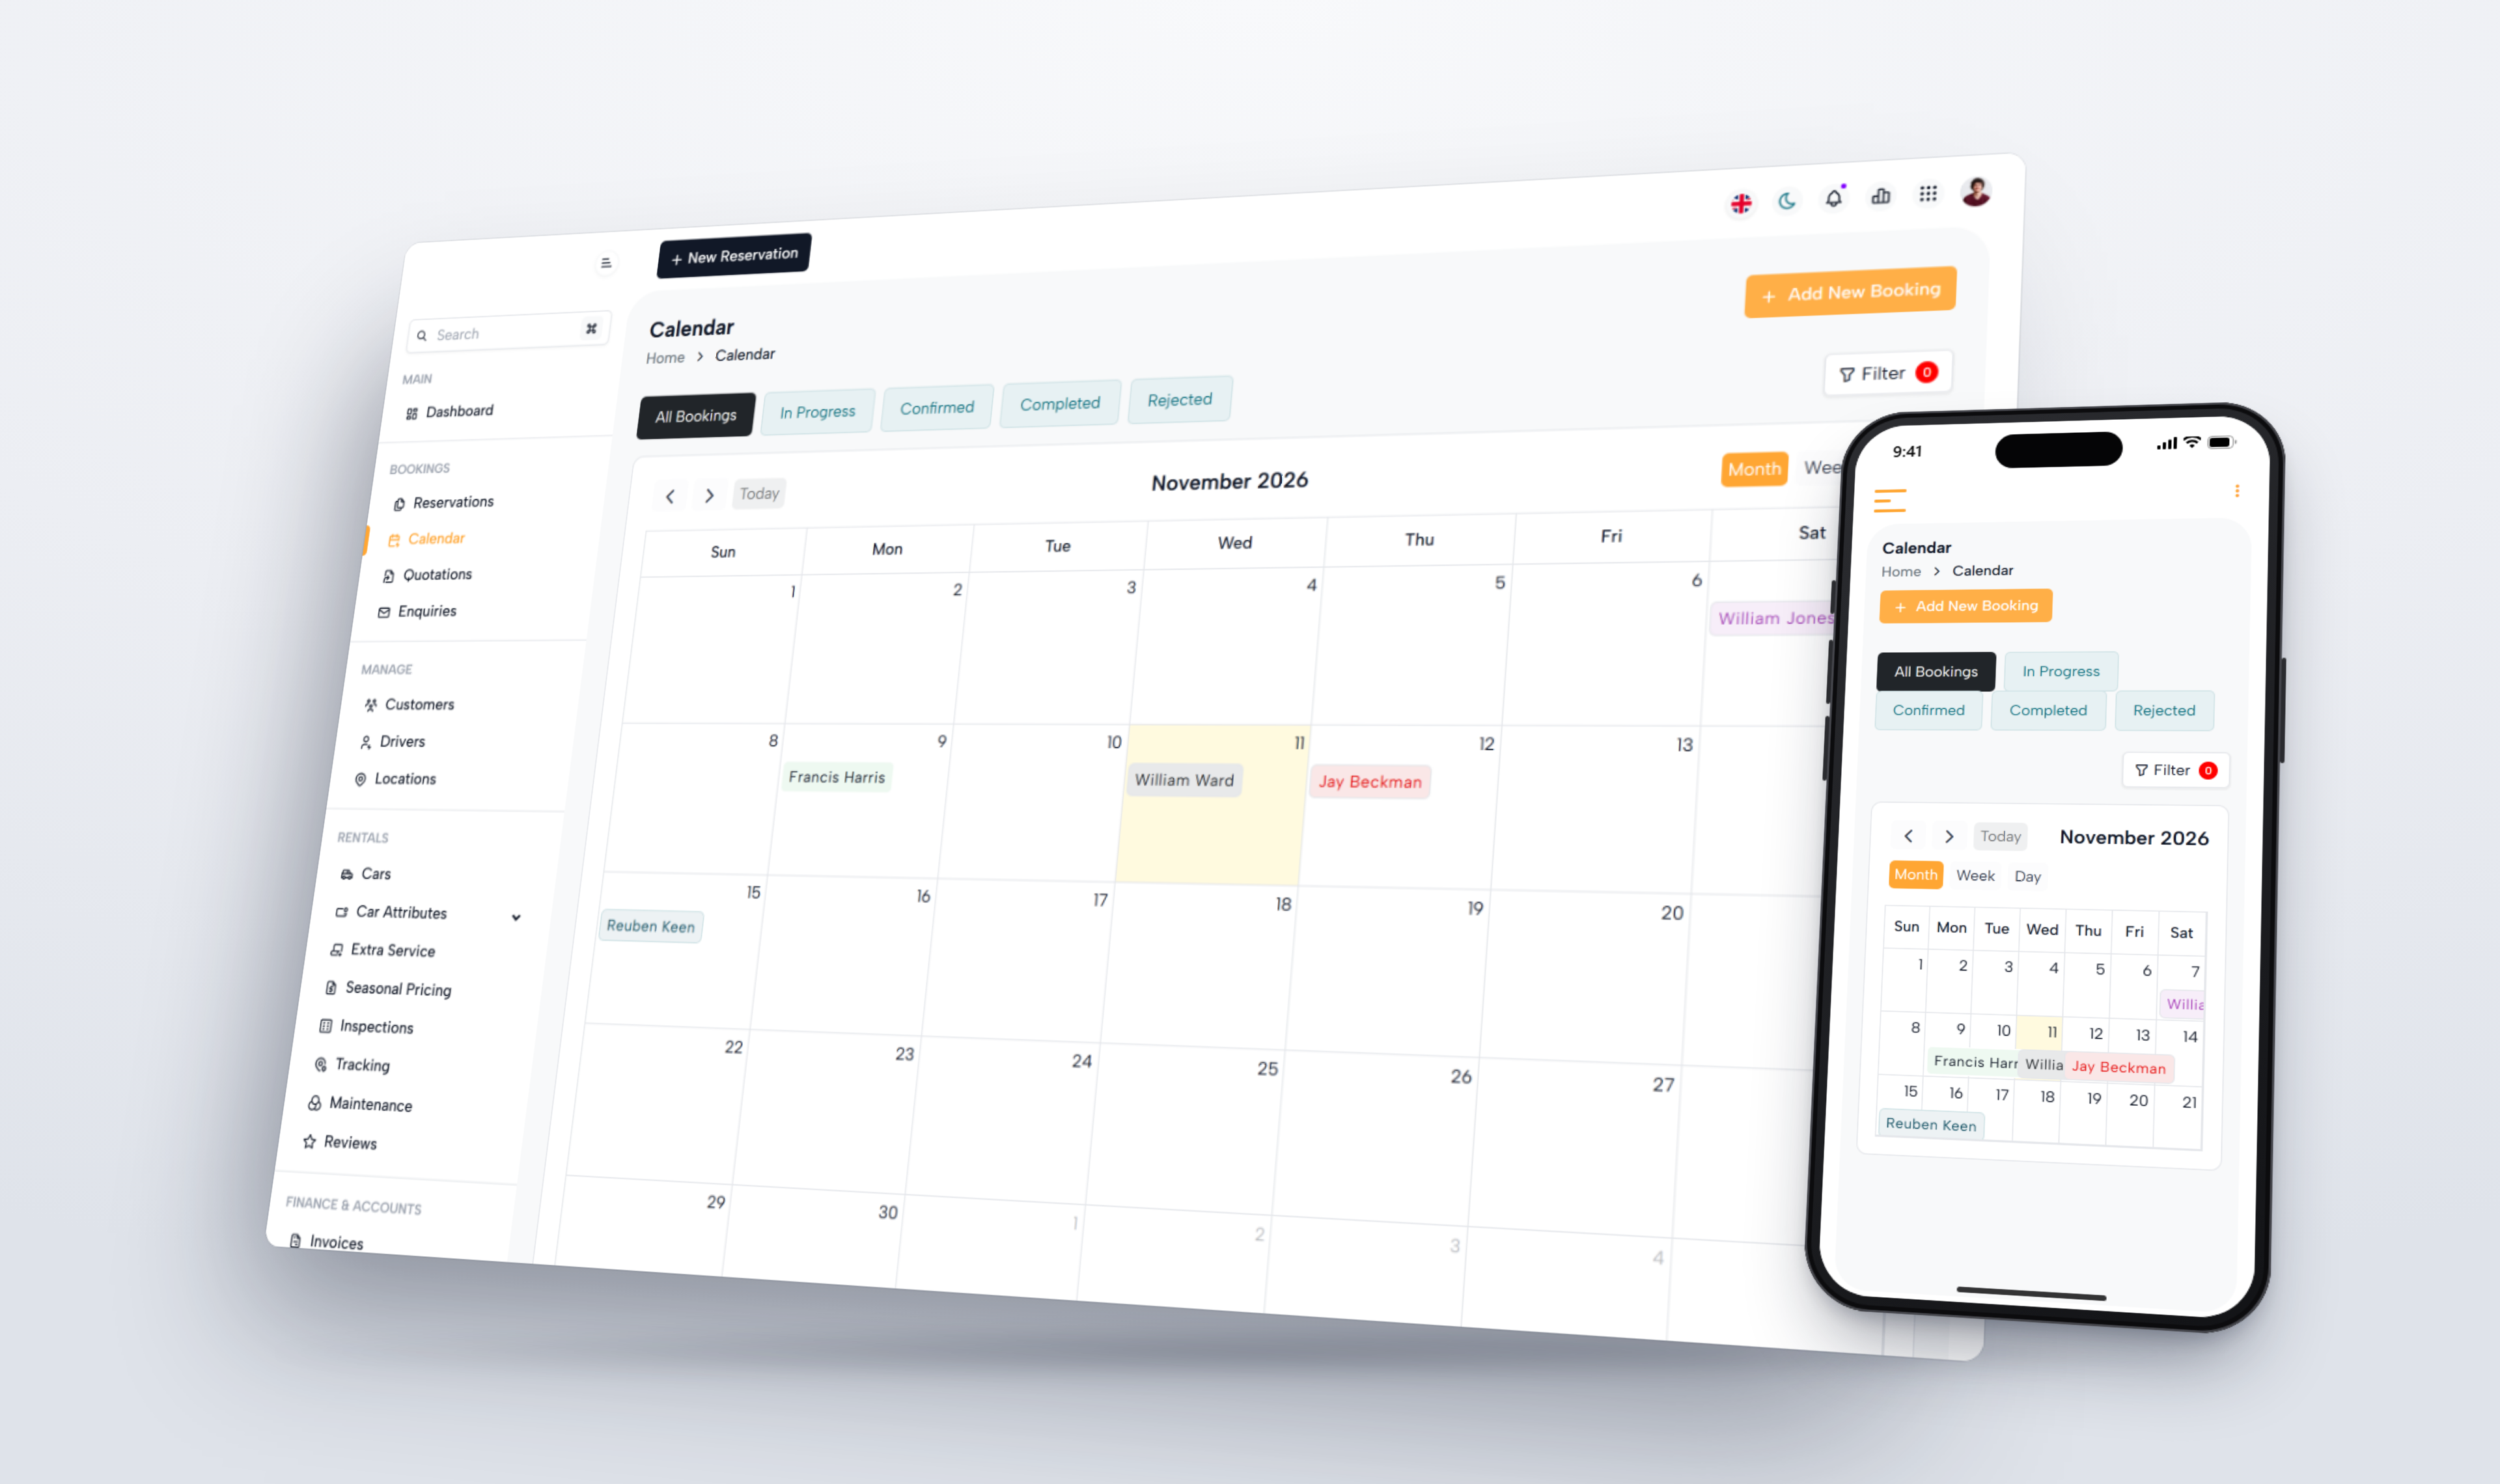 + New Reservation
Search
MAIN
Dashboard
BOOKINGS
Reservations
Calendar
Quotations
Enquiries
MANAGE
Customers
Drivers
Locations
RENTALS
Cars
Car Attributes
Extra Service
Seasonal Pricing
Inspections
Tracking
Maintenance
Reviews
FINANCE & ACCOUNTS
Invoices
Calendar
Home > Calendar
+ Add New Booking
Filter 0
All Bookings In Progress Confirmed Completed Rejected
Today November 2026 Month Wee
Sun Mon Tue Wed Thu Fri Sat
1 2 3 4 5 6
William Jones
8 9 10 11 12 13
Francis Harris William Ward Jay Beckman
15 16 17 18 19 20
Reuben Keen
22 23 24 25 26 27
29 30 1 2 3 4
9:41
Calendar
Home > Calendar
+ Add New Booking
All Bookings In Progress
Confirmed Completed Rejected
Filter 0
Today November 2026
Month Week Day
Sun Mon Tue Wed Thu Fri Sat
1 2 3 4 5 6 7
Willia
8 9 10 11 12 13 14
Francis Harr Willia Jay Beckman
15 16 17 18 19 20 21
Reuben Keen